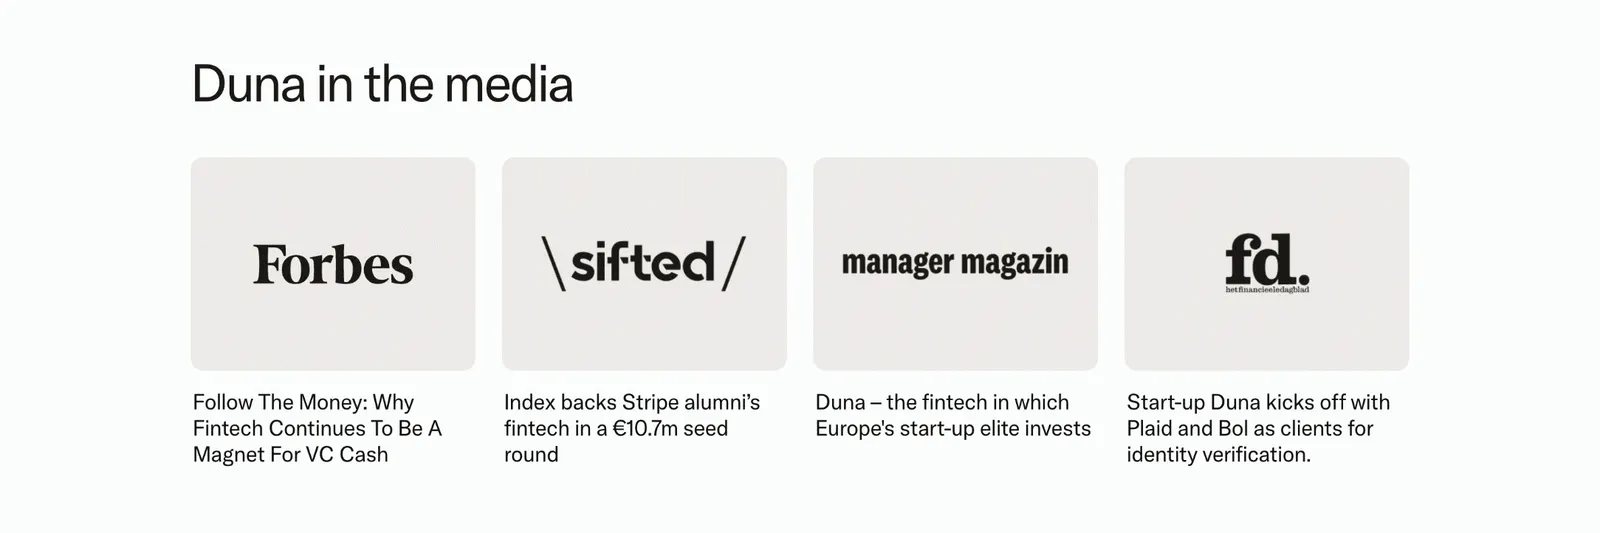 Duna in the media
Forbes
\sifted/
manager magazin
fd.
hetfinancieeledagblad
Follow The Money: Why
Fintech Continues To Be A
Magnet For VC Cash
Index backs Stripe alumni’s
fintech in a €10.7m seed
round
Duna – the fintech in which
Europe's start-up elite invests
Start-up Duna kicks off with
Plaid and Bol as clients for
identity verification.